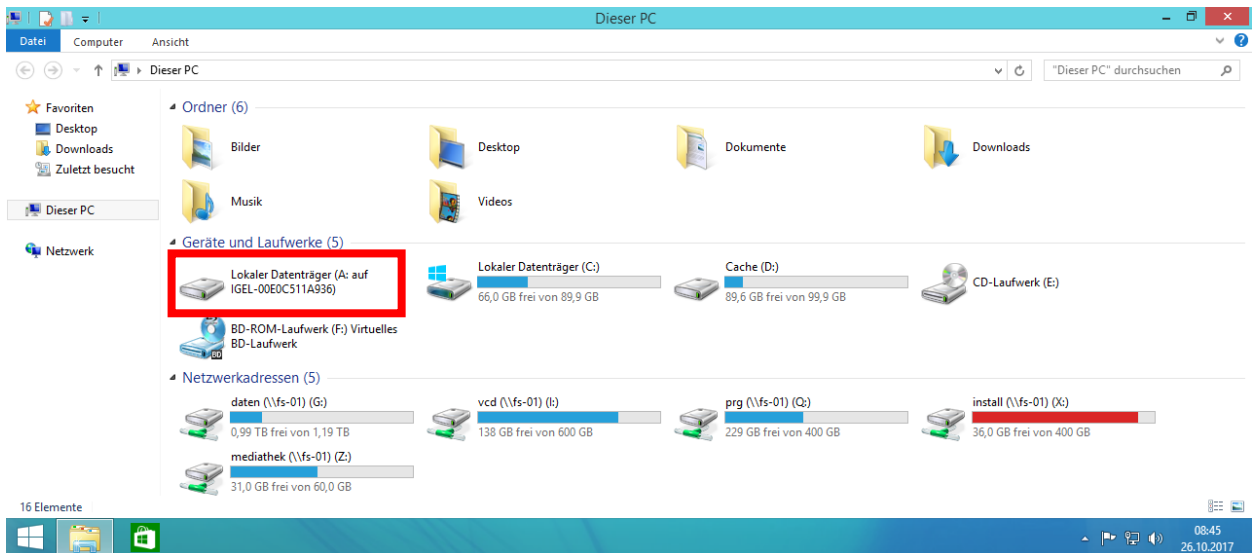 Dieser PC
Datei Computer Ansicht
Dieser PC
"Dieser PC" durchsuchen
Favoriten
Desktop
Downloads
Zuletzt besucht
Dieser PC
Netzwerk
Ordner (6)
Bilder
Desktop
Dokumente
Downloads
Musik
Videos
Geräte und Laufwerke (5)
Lokaler Datenträger (A: auf
IGEL-00E0C511A936)
Lokaler Datenträger (C:)
66,0 GB frei von 89,9 GB
Cache (D:)
89,6 GB frei von 99,9 GB
CD-Laufwerk (E:)
BD
BD-ROM-Laufwerk (F:) Virtuelles
BD-Laufwerk
Netzwerkadressen (5)
daten (\\fs-01) (G:)
0,99 TB frei von 1,19 TB
vcd (\\fs-01) (I:)
138 GB frei von 600 GB
prg (\\fs-01) (Q:)
229 GB frei von 400 GB
install (\\fs-01) (X:)
36,0 GB frei von 400 GB
mediathek (\\fs-01) (Z:)
31,0 GB frei von 60,0 GB
16 Elemente
08:45
26.10.2017